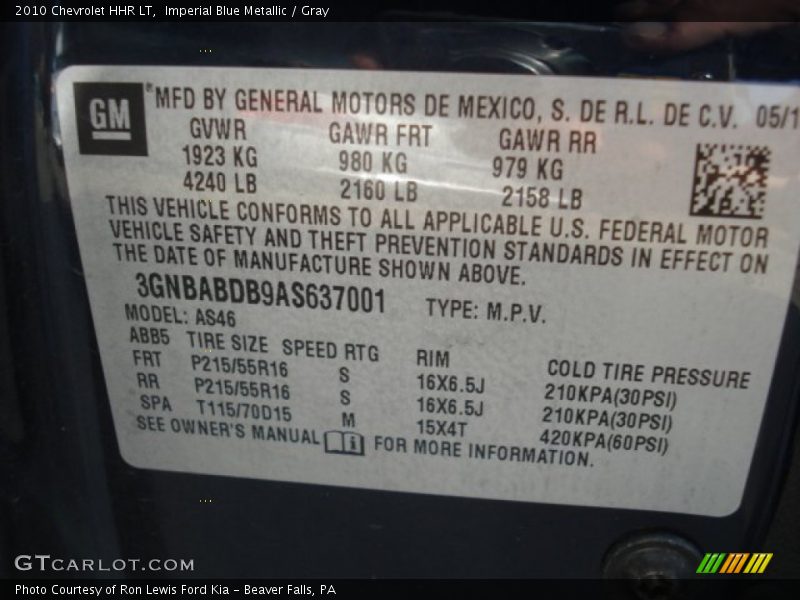 2010 Chevrolet HHR LT,  Imperial Blue Metallic / Gray
GM ® MFD BY GENERAL MOTORS DE MEXICO, S. DE R.L. DE C.V. 05/1
GVWR GAWR FRT GAWR RR
1923 KG 980 KG 979 KG
4240 LB 2160 LB 2158 LB
THIS VEHICLE CONFORMS TO ALL APPLICABLE U.S. FEDERAL MOTOR
VEHICLE SAFETY AND THEFT PREVENTION STANDARDS IN EFFECT ON
THE DATE OF MANUFACTURE SHOWN ABOVE.
3GNBABDB9AS637001 TYPE: M.P.V.
MODEL: AS46
ABB5 TIRE SIZE SPEED RTG RIM COLD TIRE PRESSURE
FRT P215/55R16 S 16X6.5J 210KPA(30PSI)
RR P215/55R16 S 16X6.5J 210KPA(30PSI)
SPA T115/70D15 M 15X4T 420KPA(60PSI)
SEE OWNER'S MANUAL i FOR MORE INFORMATION.
GTCARLOT.COM
Photo Courtesy of Ron Lewis Ford Kia - Beaver Falls, PA